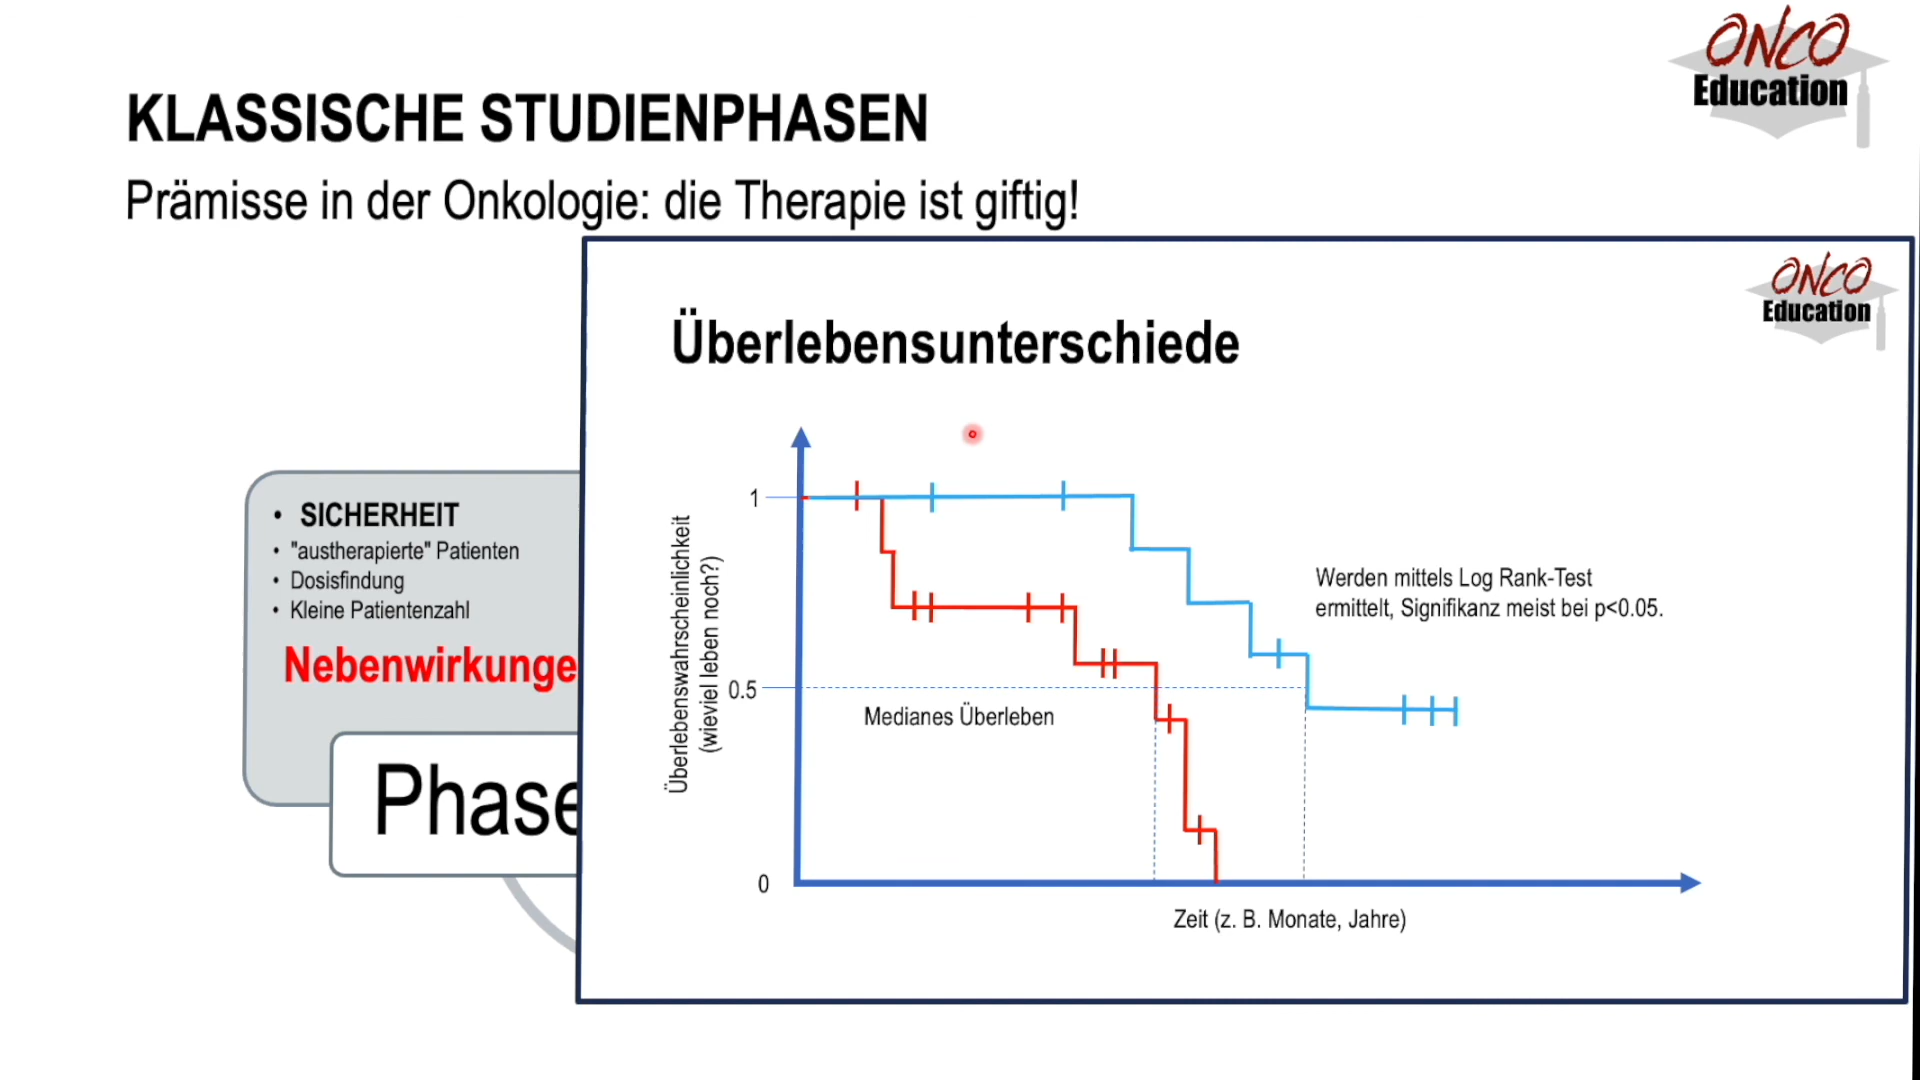 ONCO
Education
KLASSISCHE STUDIENPHASEN
Prämisse in der Onkologie: die Therapie ist giftig!
ONCO
Education
Überlebensunterschiede
• SICHERHEIT
• "austherapierte" Patienten
• Dosisfindung
• Kleine Patientenzahl
Nebenwirkunge
Phase
Überlebenswahrscheinlichkeit
(wieviel leben noch?)
1
0.5
0
Medianes Überleben
Werden mittels Log Rank-Test
ermittelt, Signifikanz meist bei p<0.05.
Zeit (z. B. Monate, Jahre)